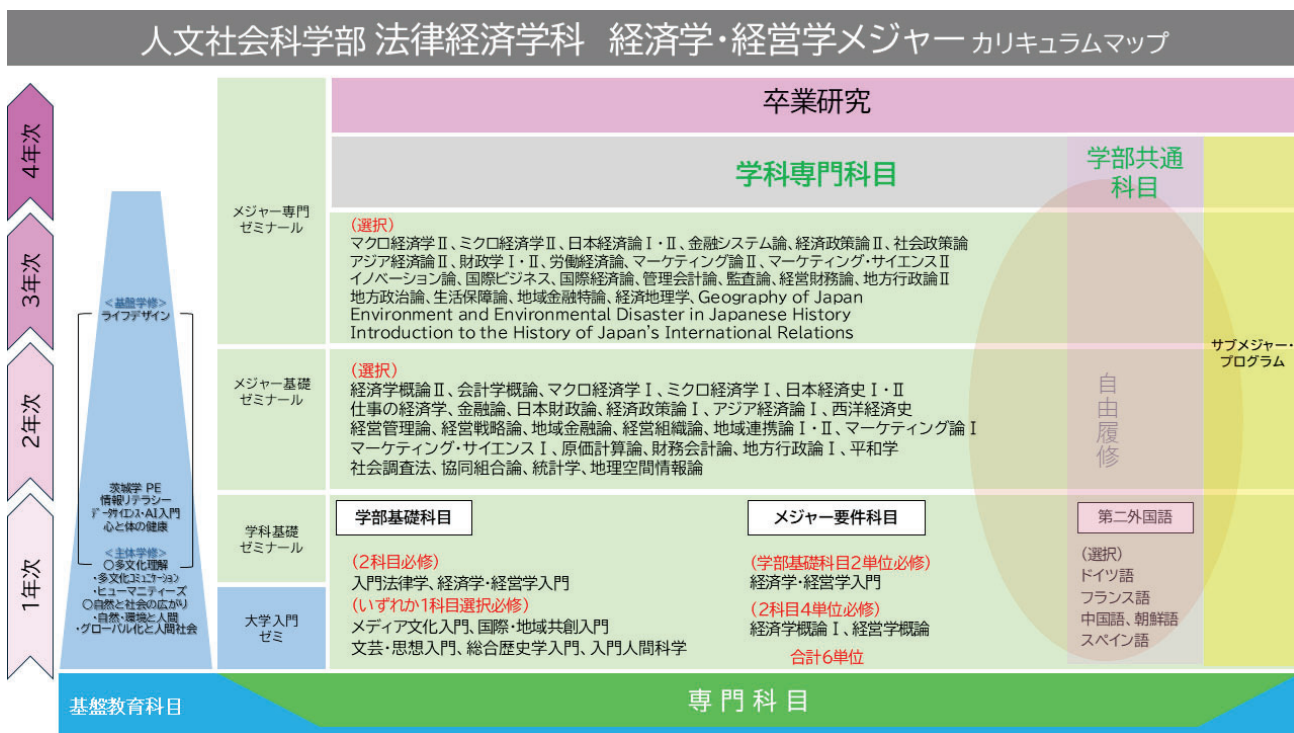 人文社会科学部 法律経済学科 経済学・経営学メジャー カリキュラムマップ
4年次
3年次
2年次
1年次
<基盤学修>
ライフデザイン
茨城学 PE
情報リテラシー
データサイエンス・AI入門
心と体の健康
<主体学修>
○多文化理解
・多文化コミュニケーション
・ヒューマニティーズ
○自然と社会の広がり
・自然・環境と人間
・グローバル化と人間社会
メジャー専門
ゼミナール
メジャー基礎
ゼミナール
学科基礎
ゼミナール
大学入門
ゼミ
卒業研究
学科専門科目
学部共通
科目
(選択)
マクロ経済学Ⅱ、ミクロ経済学Ⅱ、日本経済論Ⅰ・Ⅱ、金融システム論、経済政策論Ⅱ、社会政策論
アジア経済論Ⅱ、財政学Ⅰ・Ⅱ、労働経済論、マーケティング論Ⅱ、マーケティング・サイエンスⅡ
イノベーション論、国際ビジネス、国際経済論、管理会計論、監査論、経営財務論、地方行政論Ⅱ
地方政治論、生活保障論、地域金融特論、経済地理学、Geography of Japan
Environment and Environmental Disaster in Japanese History
Introduction to the History of Japan's International Relations
(選択)
経済学概論Ⅱ、会計学概論、マクロ経済学Ⅰ、ミクロ経済学Ⅰ、日本経済史Ⅰ・Ⅱ
仕事の経済学、金融論、日本財政論、経済政策論Ⅰ、アジア経済論Ⅰ、西洋経済史
経営管理論、経営戦略論、地域金融論、経営組織論、地域連携論Ⅰ・Ⅱ、マーケティング論Ⅰ
マーケティング・サイエンスⅠ、原価計算論、財務会計論、地方行政論Ⅰ、平和学
社会調査法、協同組合論、統計学、地理空間情報論
学部基礎科目
(2科目必修)
入門法律学、経済学・経営学入門
(いずれか1科目選択必修)
メディア文化入門、国際・地域共創入門
文芸・思想入門、総合歴史学入門、入門人間科学
メジャー要件科目
(学部基礎科目2単位必修)
経済学・経営学入門
(2科目4単位必修)
経済学概論Ⅰ、経営学概論
合計6単位
自由履修
第二外国語
(選択)
ドイツ語
フランス語
中国語、朝鮮語
スペイン語
サブメジャー・
プログラム
基盤教育科目
専門科目